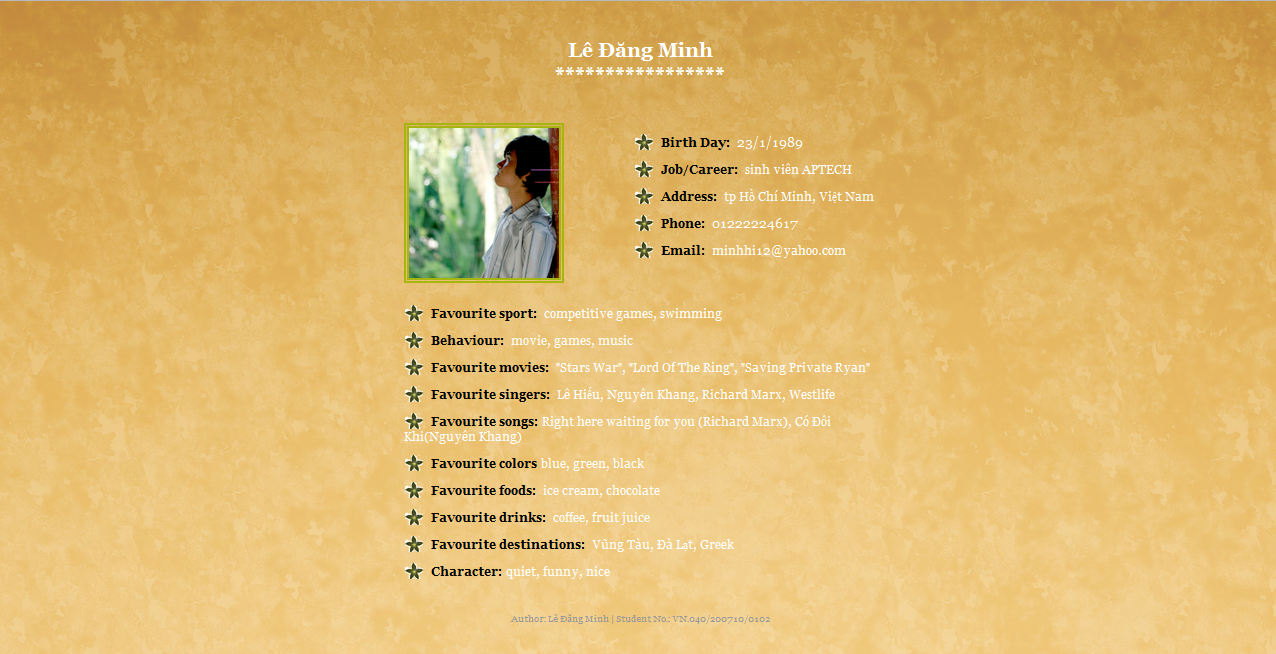 Lê Đăng Minh
*****************
Birth Day: 23/1/1989
Job/Career: sinh viên APTECH
Address: tp Hồ Chí Minh, Việt Nam
Phone: 01222224617
Email: minhhi12@yahoo.com
Favourite sport: competitive games, swimming
Behaviour: movie, games, music
Favourite movies: "Stars War", "Lord Of The Ring", "Saving Private Ryan"
Favourite singers: Lê Hiếu, Nguyên Khang, Richard Marx, Westlife
Favourite songs: Right here waiting for you (Richard Marx), Có Đôi
Khi(Nguyên Khang)
Favourite colors blue, green, black
Favourite foods: ice cream, chocolate
Favourite drinks: coffee, fruit juice
Favourite destinations: Vũng Tàu, Đà Lạt, Greek
Character: quiet, funny, nice
Author: Lê Đăng Minh | Student No.: VN.040/200710/0102